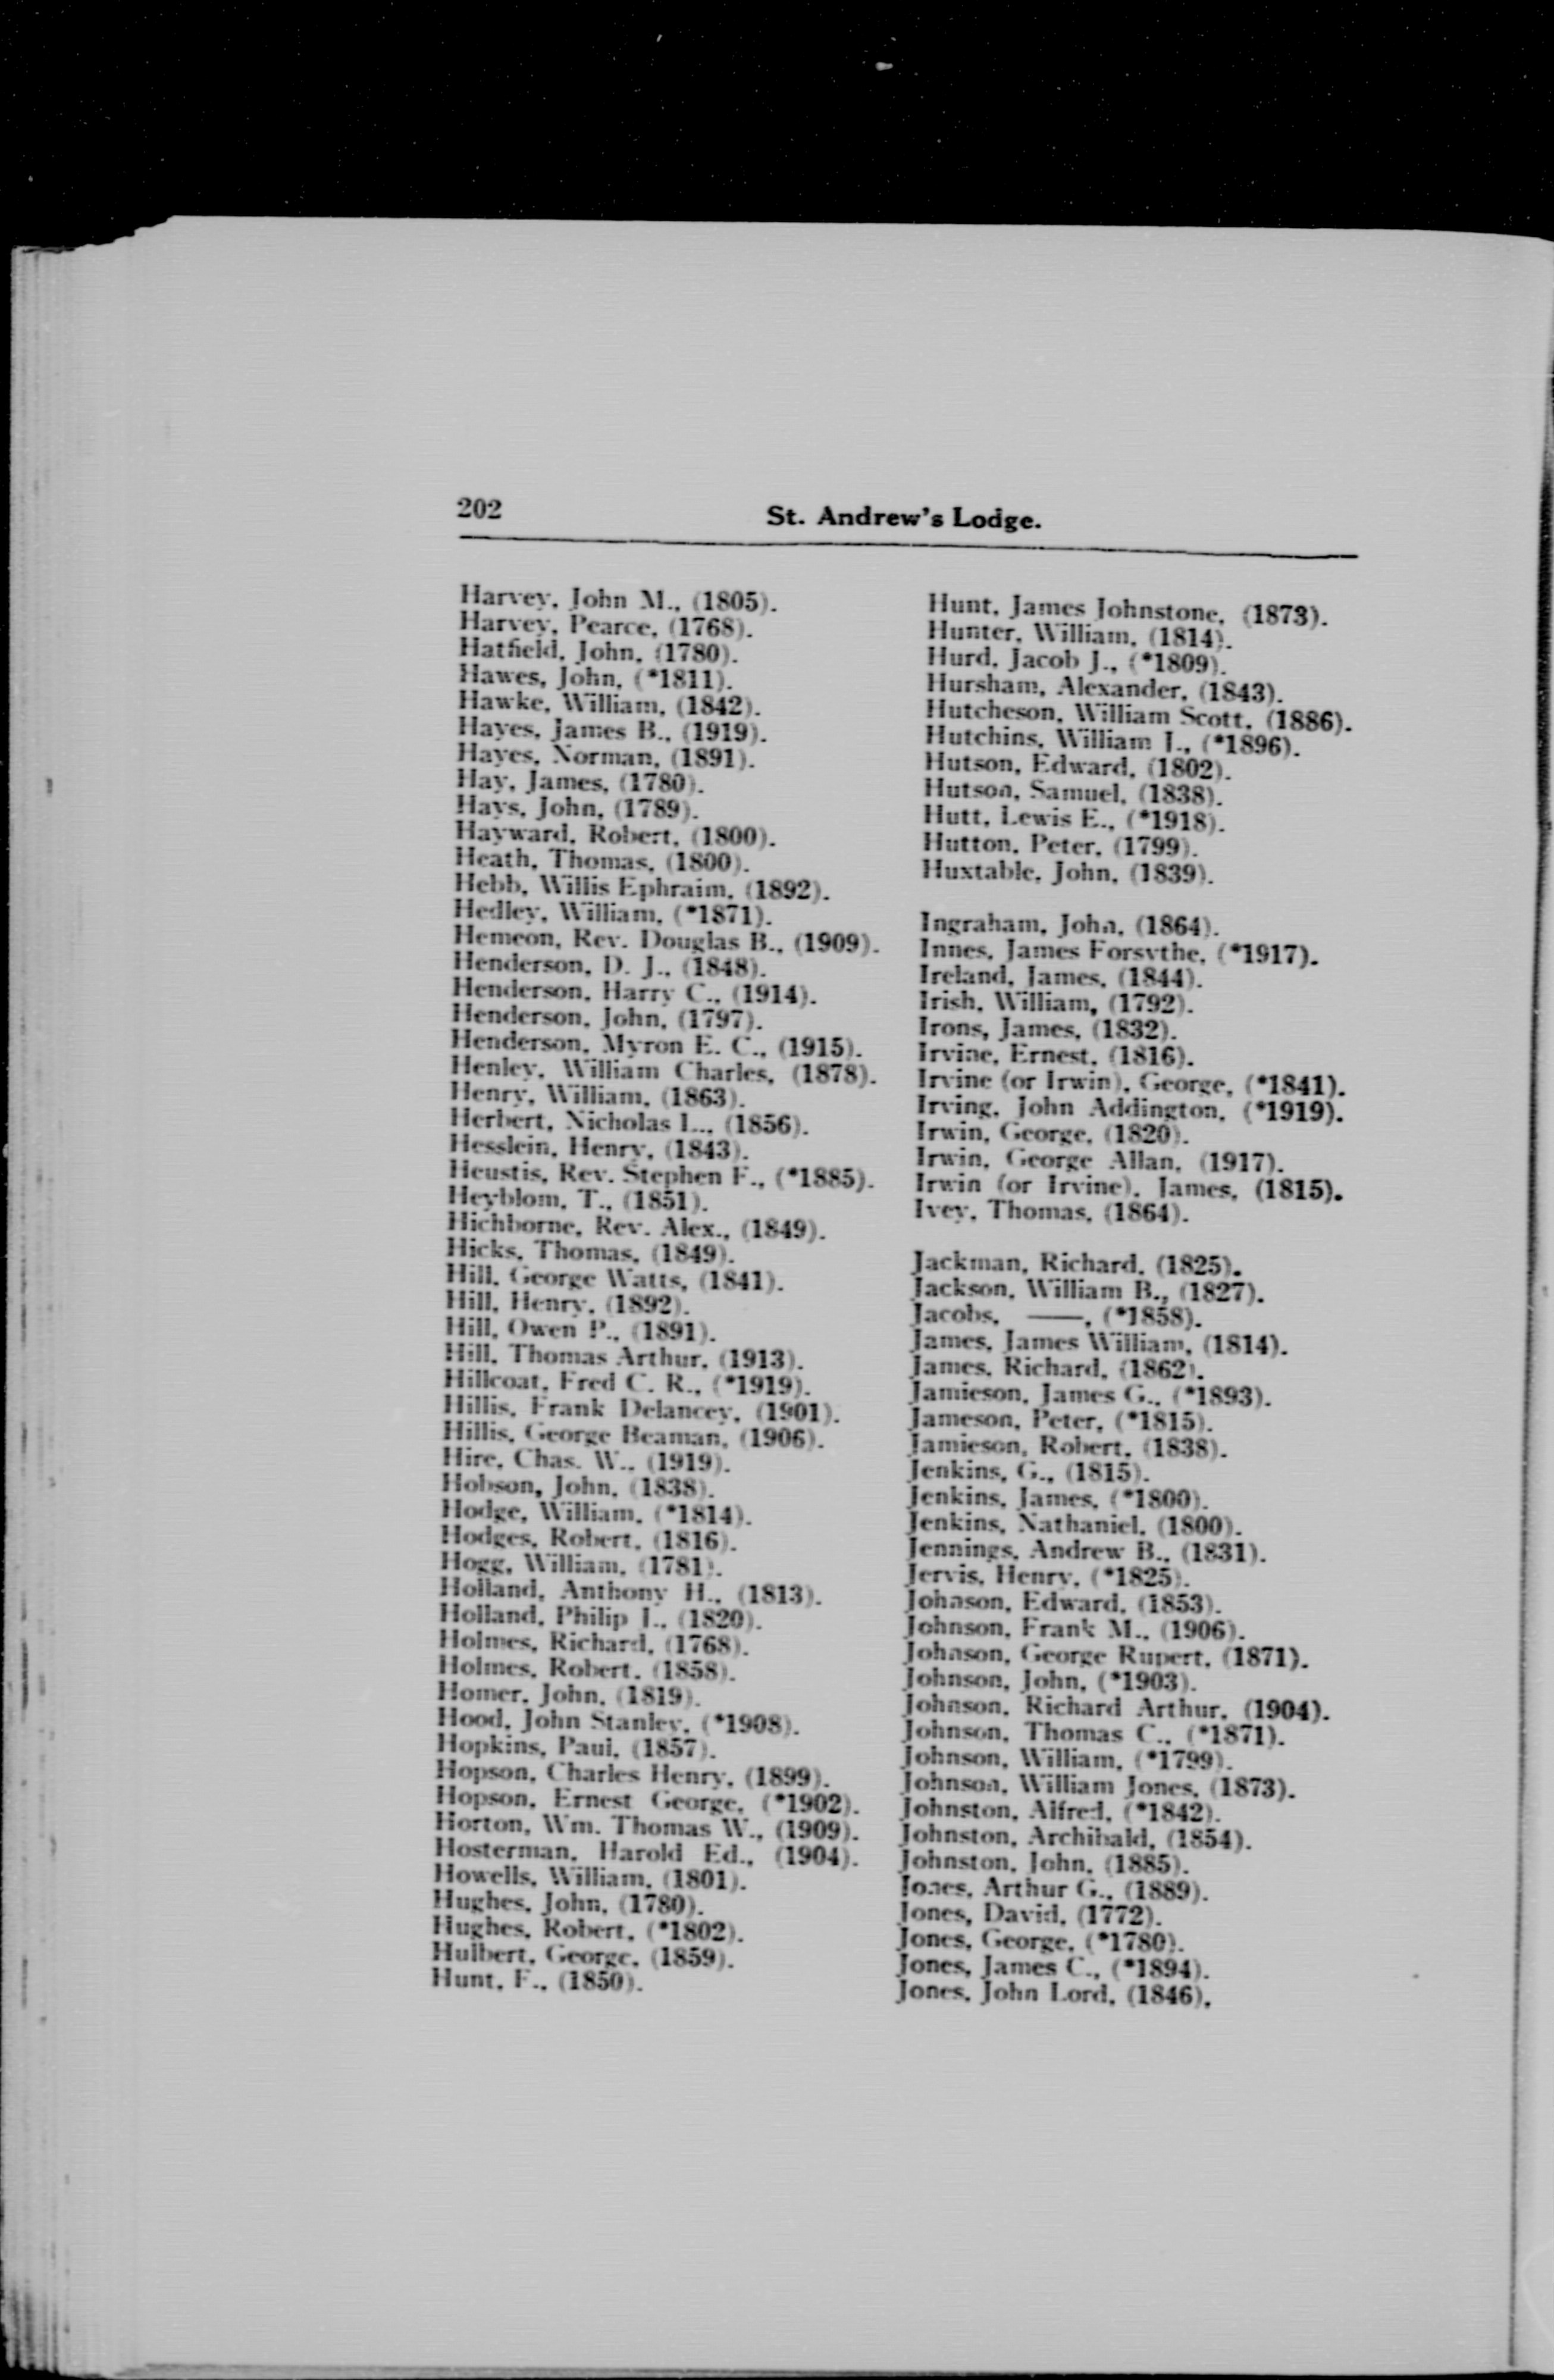 202
St. Andrew's Lodge.
Harvey, John M., (1805).
Harvey, Pearce, (1768).
Hatfield, John, (1780).
Hawes, John, (*1811).
Hawke, William, (1842).
Hayes, James B., (1919).
Hayes, Norman, (1891).
Hay, James, (1780).
Hays, John, (1789).
Hayward, Robert, (1800).
Heath, Thomas, (1800).
Hebb, Willis Ephraim, (1892).
Hedley, William, (*1871).
Hemeon, Rev. Douglas B., (1909).
Henderson, D. J., (1848).
Henderson, Harry C., (1914).
Henderson, John, (1797).
Henderson, Myron E. C., (1915).
Henley, William Charles, (1878).
Henry, William, (1863).
Herbert, Nicholas L., (1856).
Hesslein, Henry, (1843).
Heustis, Rev. Stephen F., (*1885).
Heyblom, T., (1851).
Hichborne, Rev. Alex., (1849).
Hicks, Thomas, (1849).
Hill, George Watts, (1841).
Hill, Henry, (1892).
Hill, Owen P., (1891).
Hill, Thomas Arthur, (1913).
Hillcoat, Fred C. R., (*1919).
Hillis, Frank Delancey, (1901).
Hillis, George Beaman, (1906).
Hire, Chas. W., (1919).
Hobson, John, (1838).
Hodge, William, (*1814).
Hodges, Robert, (1816).
Hogg, William, (1781).
Holland, Anthony H., (1813).
Holland, Philip J., (1820).
Holmes, Richard, (1768).
Holmes, Robert, (1858).
Homer, John, (1819).
Hood, John Stanley, (*1908).
Hopkins, Paul, (1857).
Hopson, Charles Henry, (1899).
Hopson, Ernest George, (*1902).
Horton, Wm. Thomas W., (1909).
Hosterman, Harold Ed., (1904).
Howells, William, (1801).
Hughes, John, (1780).
Hughes, Robert, (*1802).
Hulbert, George, (1859).
Hunt, F., (1850).
Hunt, James Johnstone, (1873).
Hunter, William, (1814).
Hurd, Jacob J., (*1809).
Hursham, Alexander, (1843).
Hutcheson, William Scott, (1886).
Hutchins, William J., (*1896).
Hutson, Edward, (1802).
Hutson, Samuel, (1838).
Hutt, Lewis E., (*1918).
Hutton, Peter, (1799).
Huxtable, John, (1839).
Ingraham, John, (1864).
Innes, James Forsythe, (*1917).
Ireland, James, (1844).
Irish, William, (1792).
Irons, James, (1832).
Irvine, Ernest, (1816).
Irvine (or Irwin), George, (*1841).
Irving, John Addington, (*1919).
Irwin, George, (1820).
Irwin, George Allan, (1917).
Irwin (or Irvine), James, (1815).
Ivey, Thomas, (1864).
Jackman, Richard, (1825).
Jackson, William B., (1827).
Jacobs, ——, (*1858).
James, James William, (1814).
James, Richard, (1862).
Jamieson, James G., (*1893).
Jameson, Peter, (*1815).
Jamieson, Robert, (1838).
Jenkins, G., (1815).
Jenkins, James, (*1800).
Jenkins, Nathaniel, (1800).
Jennings, Andrew B., (1831).
Jervis, Henry, (*1825).
Johnson, Edward, (1853).
Johnson, Frank M., (1906).
Johnson, George Rupert, (1871).
Johnson, John, (*1903).
Johnson, Richard Arthur, (1904).
Johnson, Thomas C., (*1871).
Johnson, William, (*1799).
Johnson, William Jones, (1873).
Johnston, Alfred, (*1842).
Johnston, Archibald, (1854).
Johnston, John, (1885).
Jones, Arthur G., (1889).
Jones, David, (1772).
Jones, George, (*1780).
Jones, James C., (*1894).
Jones, John Lord, (1846).